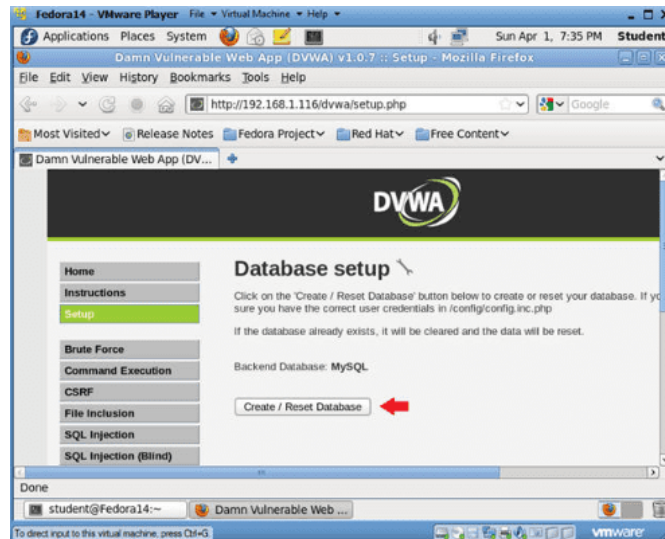 Fedora14 - VMware Player File Virtual Machine Help
Applications Places System Sun Apr 1, 7:35 PM Student
Damn Vulnerable Web App (DVWA) v1.0.7 :: Setup - Mozilla Firefox
File Edit View History Bookmarks Tools Help
http://192.168.1.116/dvwa/setup.php Google
Most Visited Release Notes Fedora Project Red Hat Free Content
Damn Vulnerable Web App (DV...
DVWA
Home
Instructions
Setup
Brute Force
Command Execution
CSRF
File Inclusion
SQL Injection
SQL Injection (Blind)
Database setup
Click on the 'Create / Reset Database' button below to create or reset your database. If yo
sure you have the correct user credentials in /config/config.inc.php
If the database already exists, it will be cleared and the data will be reset.
Backend Database: MySQL
Create / Reset Database
Done
student@Fedora14:~ Damn Vulnerable Web ...
To direct input to this virtual machine, press Ctrl+G. vmware